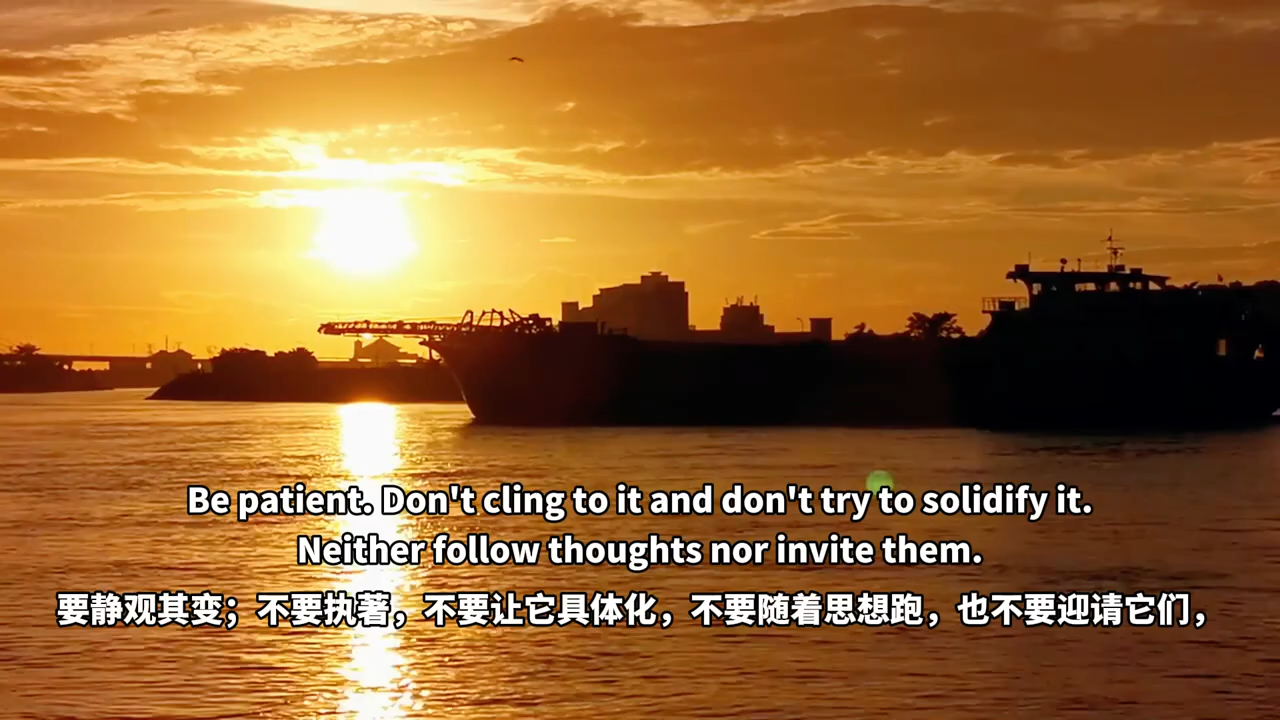 Be patient. Don't cling to it and don't try to solidify it.
Neither follow thoughts nor invite them.
要静观其变；不要执著，不要让它具体化，不要随着思想跑，也不要迎请它们，